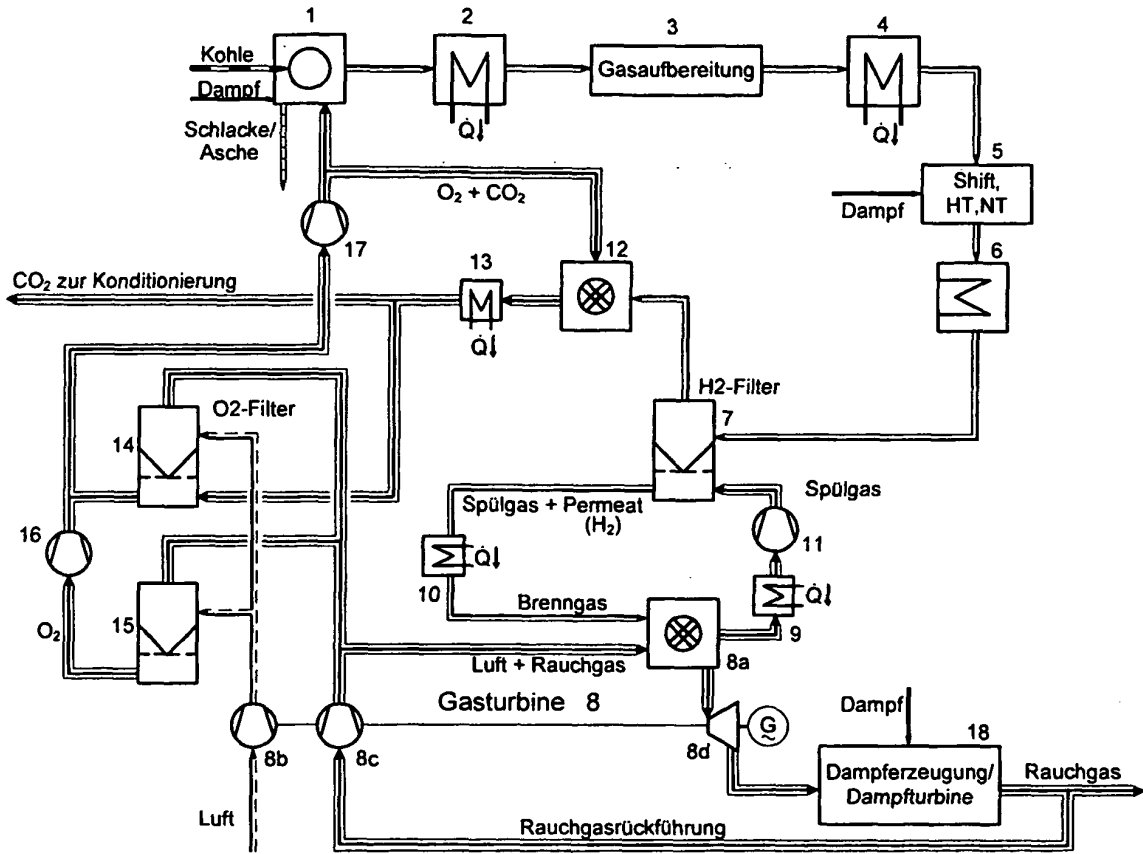 1
2
3
4
Kohle
Dampf
Schlacke/
Asche
Gasaufbereitung
Q̇
Q̇
5
Shift,
HT,NT
Dampf
O₂ + CO₂
17
12
13
6
CO₂ zur Konditionierung
Q̇
H2-Filter
7
O2-Filter
14
Spülgas + Permeat
(H₂)
Spülgas
16
11
Q̇
10
Q̇
9
Brenngas
O₂
15
Luft + Rauchgas
8a
Gasturbine 8
8b
8c
8d
G
~
Dampf
18
Dampferzeugung/
Dampfturbine
Rauchgas
Luft
Rauchgasrückführung